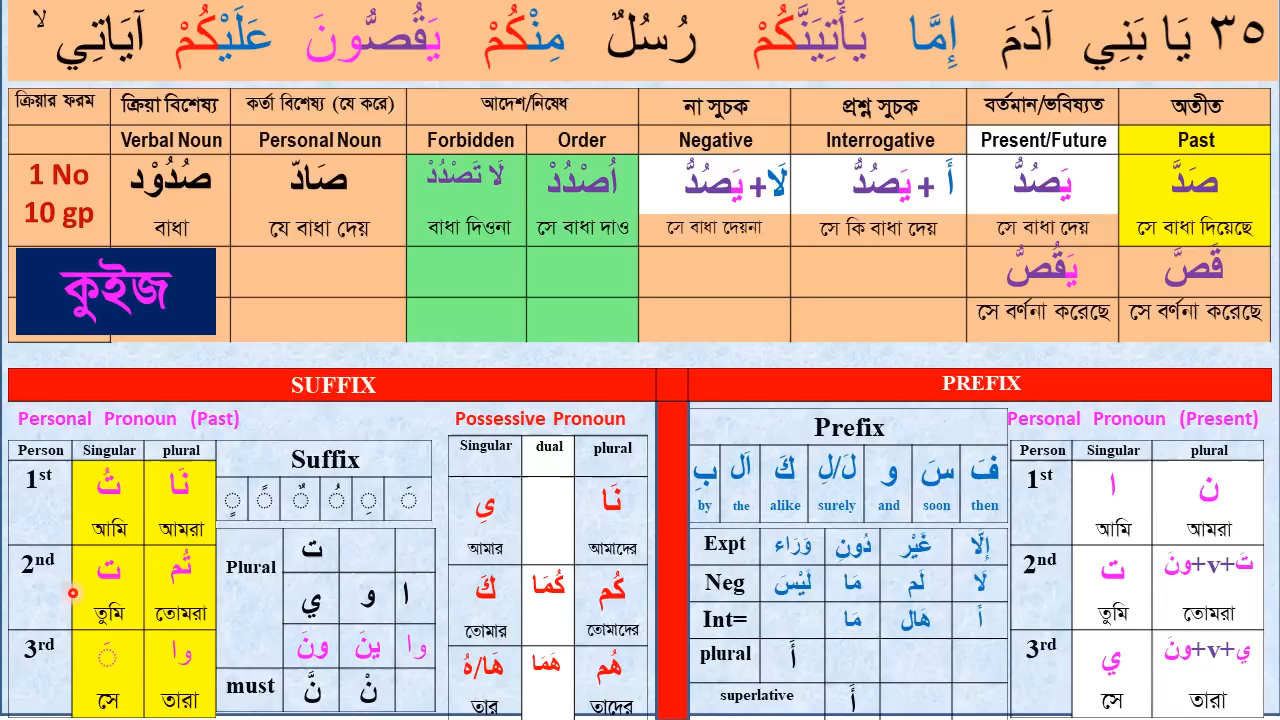 ٣٥ يَا بَنِي آدَمَ إِمَّا يَأْتِيَنَّكُمْ رُسُلٌ مِنْكُمْ يَقُصُّونَ عَلَيْكُمْ آيَاتِي ۙ
ক্রিয়ার ফরম ক্রিয়া বিশেষ্য কর্তা বিশেষ্য (যে করে) আদেশ/নিষেধ না সুচক প্রশ্ন সুচক বর্তমান/ভবিষ্যত অতীত
Verbal Noun Personal Noun Forbidden Order Negative Interrogative Present/Future Past
1 No 10 gp صُدُوْد صَادّ لَا تَصْدُدْ اُصْدُدْ لَا+ يَصُدُّ أَ + يَصُدُّ يَصُدُّ صَدَّ
বাধা যে বাধা দেয় বাধা দিওনা সে বাধা দাও সে বাধা দেয়না সে কি বাধা দেয় সে বাধা দেয় সে বাধা দিয়েছে
কুইজ يَقُصُّ قَصَّ
সে বর্ণনা করেছে সে বর্ণনা করেছে
SUFFIX PREFIX
Personal Pronoun (Past) Possessive Pronoun Personal Pronoun (Present)
Person Singular plural Suffix Singular dual plural Prefix Person Singular plural
1st تُ نَا ي نَا بِ اَل كَ لَ/لِ و سَ فَ 1st ا ن
by the alike surely and soon then
আমি আমরা আমার আমাদের আমি আমরা
Plural ت Expt وَرَاء دُونِ غَيْر إِلَّا
2nd ت تُم ي و ا كَ كُمَا كُم Neg لَيْسَ مَا لَم لَا 2nd ت تَ+v+ونَ
তুমি তোমরা তোমার তোমাদের Int= مَا هَال أَ তুমি তোমরা
3rd وا ونَ ينَ وا هَا/هُ هَمَا هُم plural أَ 3rd ي ي+v+ونَ
must نَّ نْ superlative أَ
সে তারা তার তাদের সে তারা